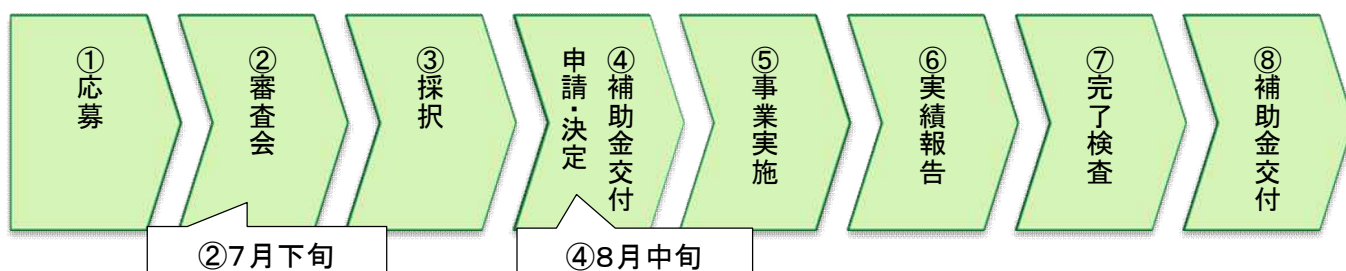 ①応募
②審査会
③採択
④補助金交付
申請・決定
⑤事業実施
⑥実績報告
⑦完了検査
⑧補助金交付
②7月下旬
④8月中旬